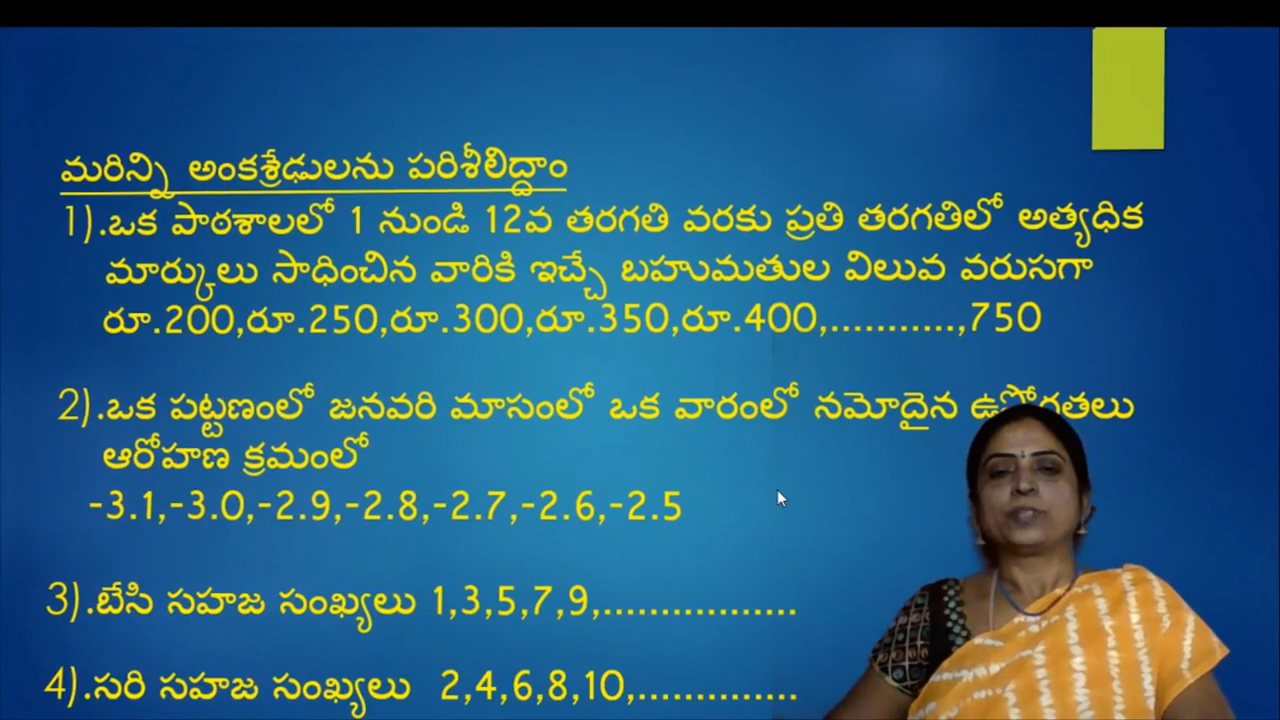 మరిన్ని అంకశ్రేఢులను పరిశీలిద్దాం
1).ఒక పాఠశాలలో 1 నుండి 12వ తరగతి వరకు ప్రతి తరగతిలో అత్యధిక
మార్కులు సాధించిన వారికి ఇచ్చే బహుమతుల విలువ వరుసగా
రూ.200,రూ.250,రూ.300,రూ.350,రూ.400,...........,750
2).ఒక పట్టణంలో జనవరి మాసంలో ఒక వారంలో నమోదైన
ఆరోహణ క్రమంలో
-3.1,-3.0,-2.9,-2.8,-2.7,-2.6,-2.5
3).బేసి సహజ సంఖ్యలు 1,3,5,7,9,.................
4).సరి సహజ సంఖ్యలు 2,4,6,8,10,..............